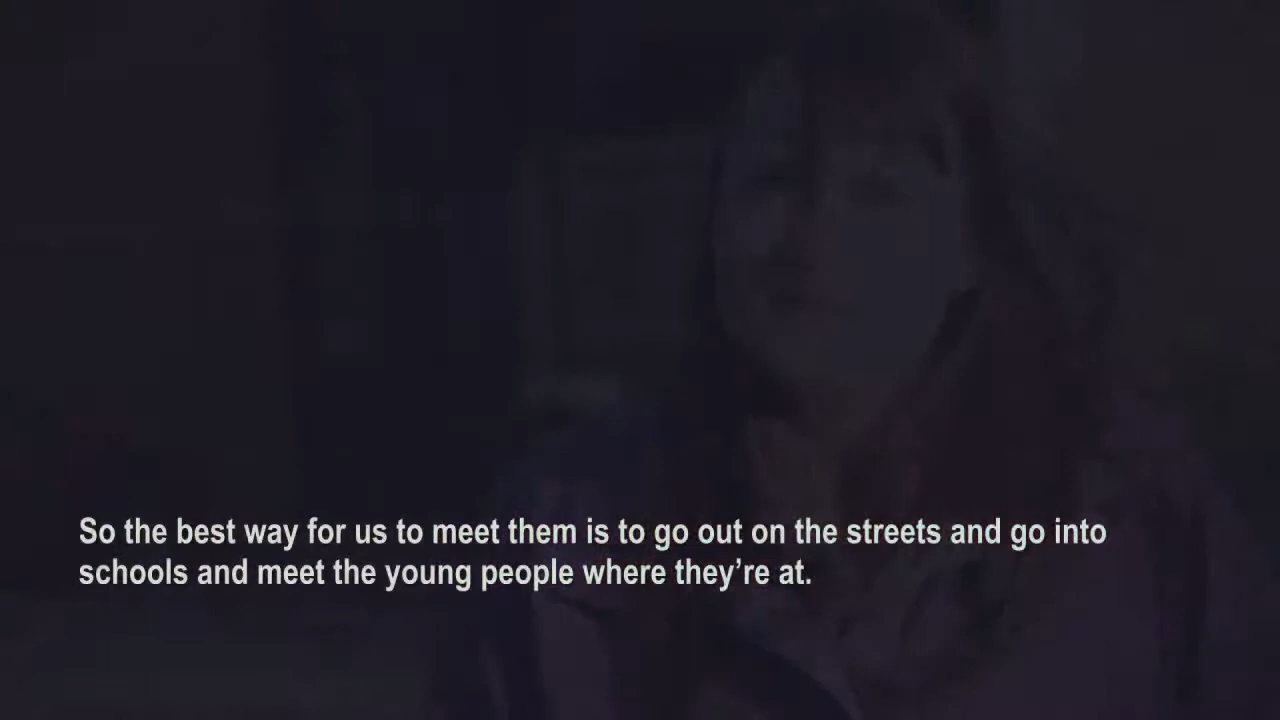 So the best way for us to meet them is to go out on the streets and go into
schools and meet the young people where they’re at.